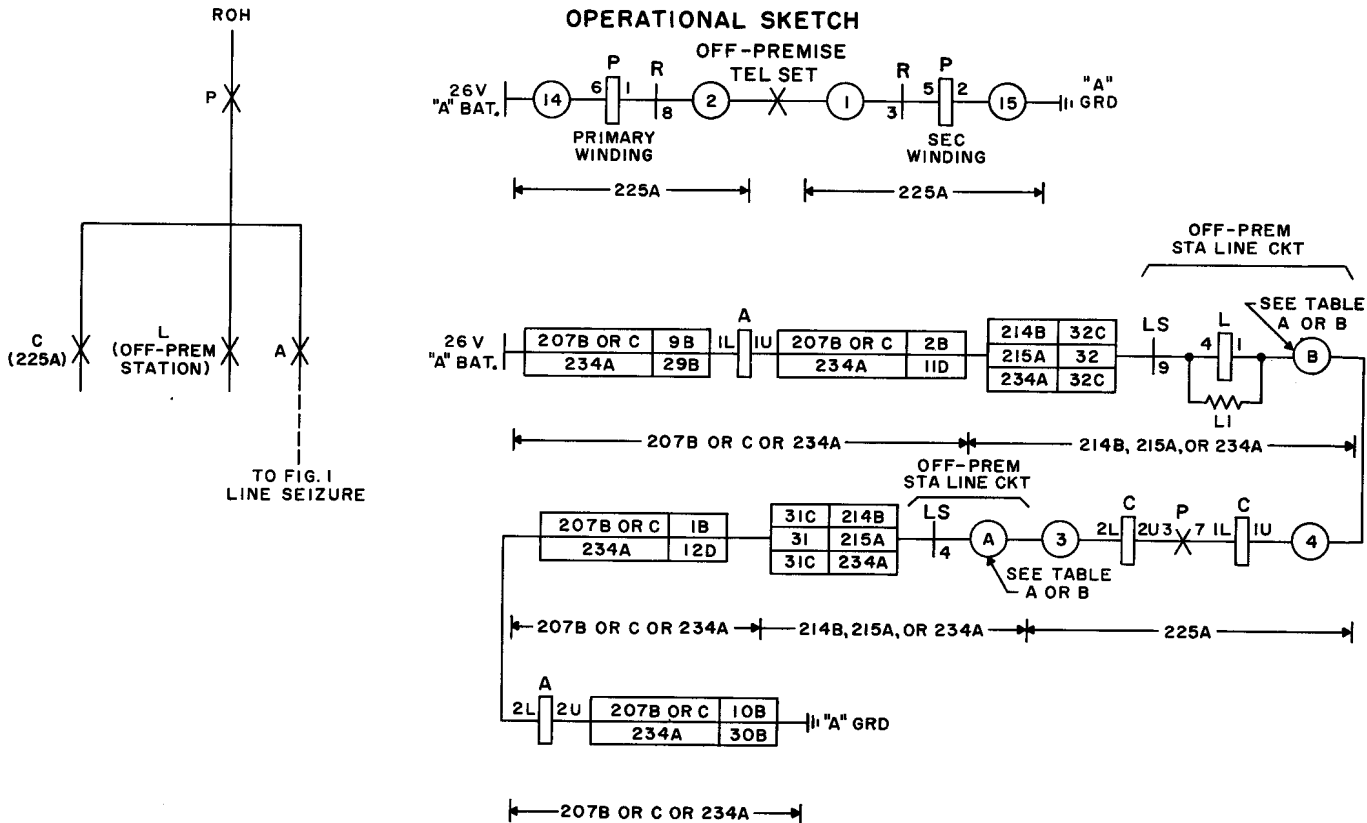 OPERATIONAL SKETCH
ROH
P
C
(225A)
L
(OFF-PREM
STATION)
A
TO FIG. 1
LINE SEIZURE
OFF-PREMISE
TEL SET
26V
"A" BAT.
14
P
6 1
PRIMARY
WINDING
R
8
2
1
R
3
P
5 2
SEC
WINDING
15
"A"
GRD
225A
225A
OFF-PREM
STA LINE CKT
26 V
"A" BAT.
207B OR C 9B
234A 29B
A
1L 1U
207B OR C 2B
234A 11D
214B 32C
215A 32
234A 32C
LS
9
L
4 1
L1
SEE TABLE
A OR B
B
207B OR C OR 234A
214B, 215A, OR 234A
OFF-PREM
STA LINE CKT
207B OR C 1B
234A 12D
31C 214B
31 215A
31C 234A
LS
4
A
SEE TABLE
A OR B
3
C
2L 2U
P
3 7
C
1L 1U
4
207B OR C OR 234A
214B, 215A, OR 234A
225A
A
2L 2U
207B OR C 10B
234A 30B
"A" GRD
207B OR C OR 234A